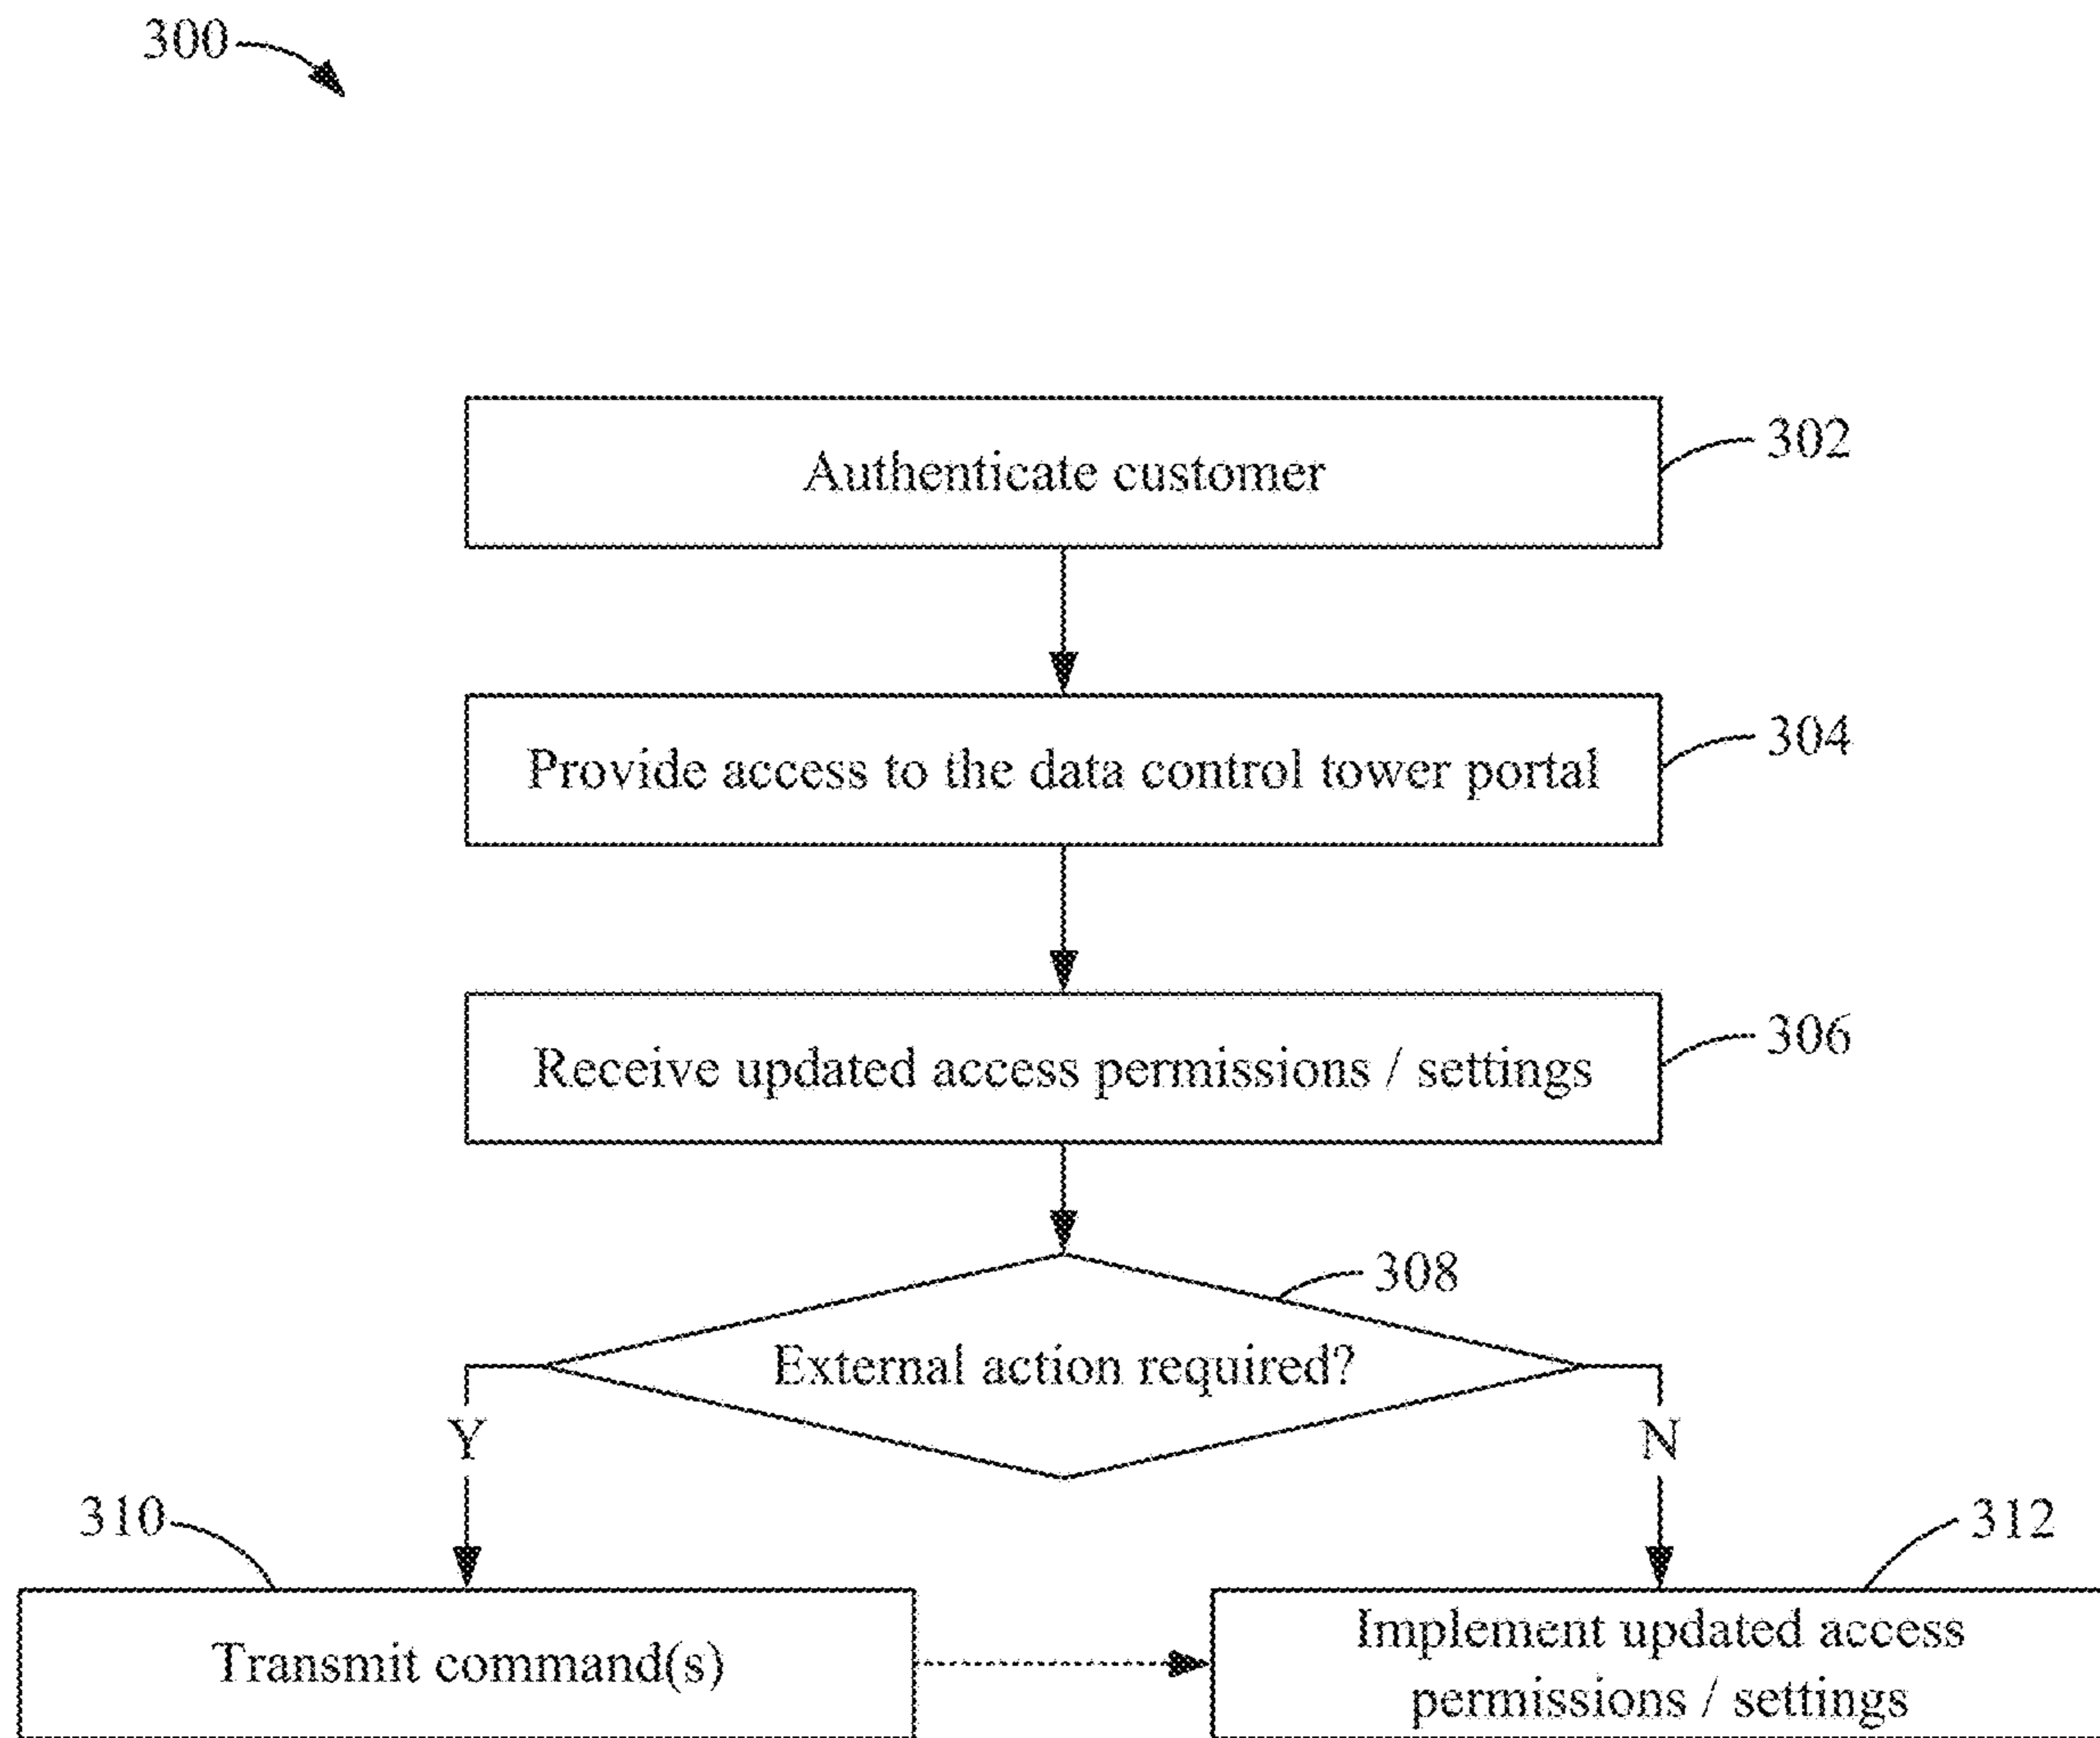 300
Authenticate customer
302
Provide access to the data control tower portal
304
Receive updated access permissions / settings
306
308
External action required?
Y
N
310
312
Transmit command(s)
Implement updated access
permissions / settings